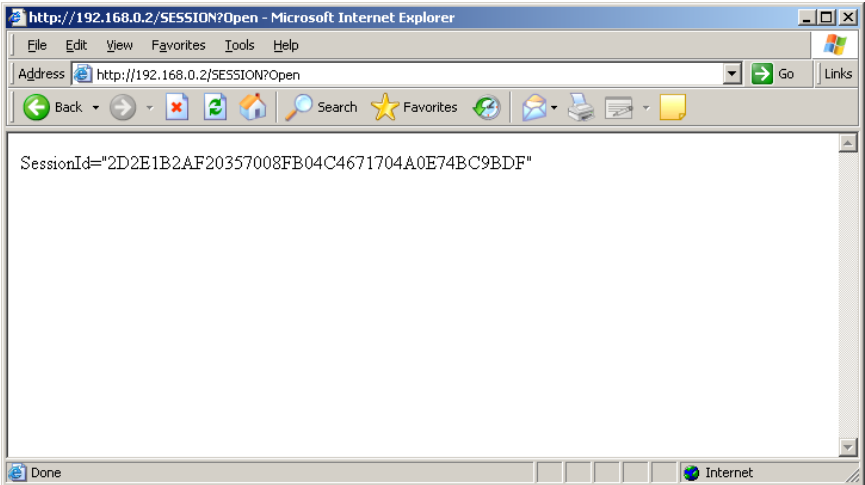 http://192.168.0.2/SESSION?Open - Microsoft Internet Explorer
File Edit View Favorites Tools Help
Address http://192.168.0.2/SESSION?Open Go Links
Back Search Favorites
SessionId="2D2E1B2AF20357008FB04C4671704A0E74BC9BDF"
Done Internet